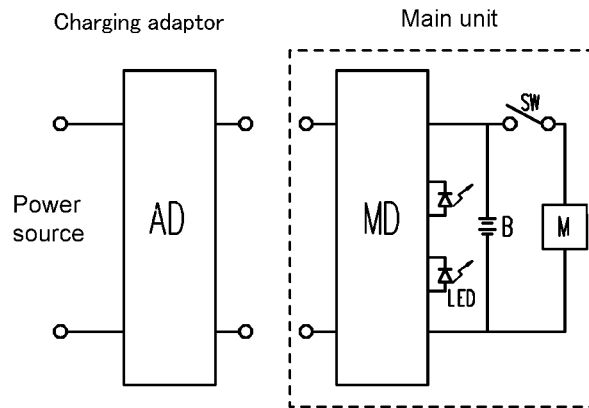 Charging adaptor
Main unit
SW
Power
source
AD
MD
B
M
LED